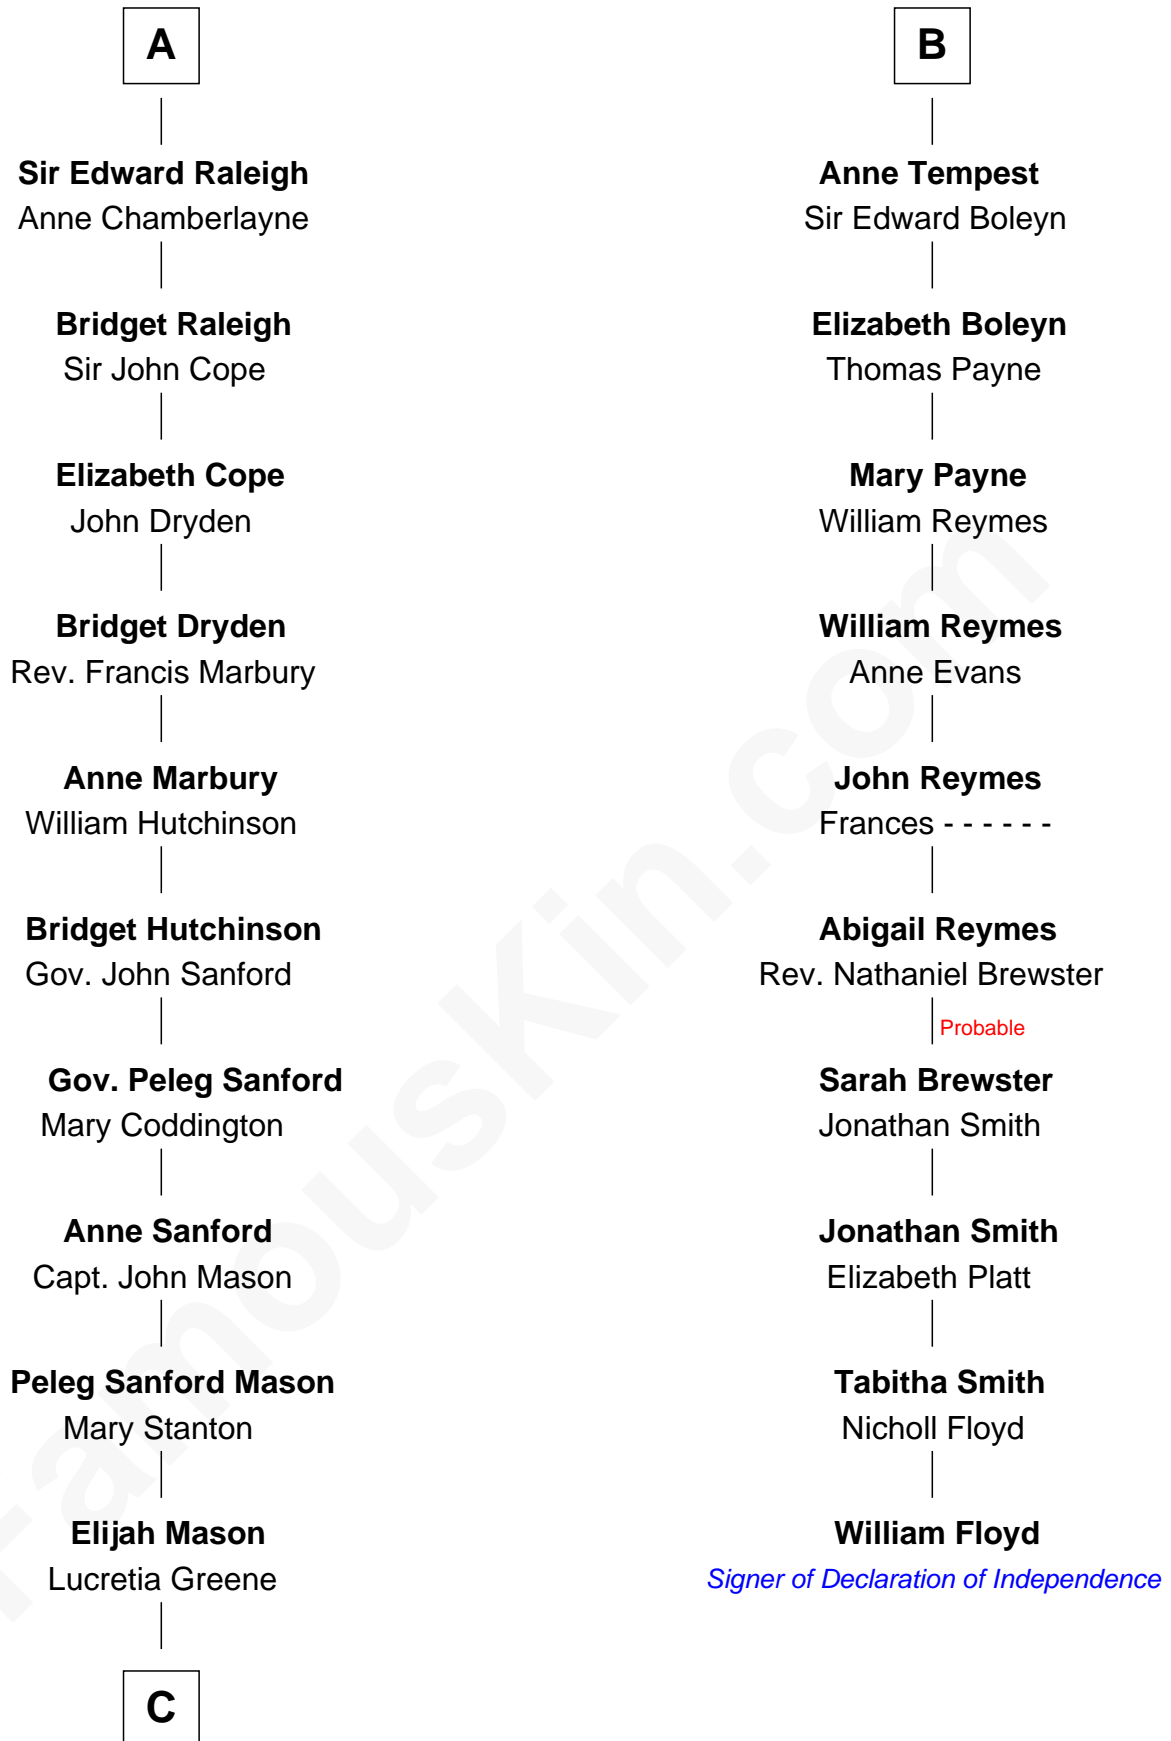 A
Sir Edward Raleigh
Anne Chamberlayne
Bridget Raleigh
Sir John Cope
Elizabeth Cope
John Dryden
Bridget Dryden
Rev. Francis Marbury
Anne Marbury
William Hutchinson
Bridget Hutchinson
Gov. John Sanford
Gov. Peleg Sanford
Mary Coddington
Anne Sanford
Capt. John Mason
Peleg Sanford Mason
Mary Stanton
Elijah Mason
Lucretia Greene
C
B
Anne Tempest
Sir Edward Boleyn
Elizabeth Boleyn
Thomas Payne
Mary Payne
William Reymes
William Reymes
Anne Evans
John Reymes
Frances - - - - - -
Abigail Reymes
Rev. Nathaniel Brewster
Probable
Sarah Brewster
Jonathan Smith
Jonathan Smith
Elizabeth Platt
Tabitha Smith
Nicholl Floyd
William Floyd
Signer of Declaration of Independence
FamousKin.com